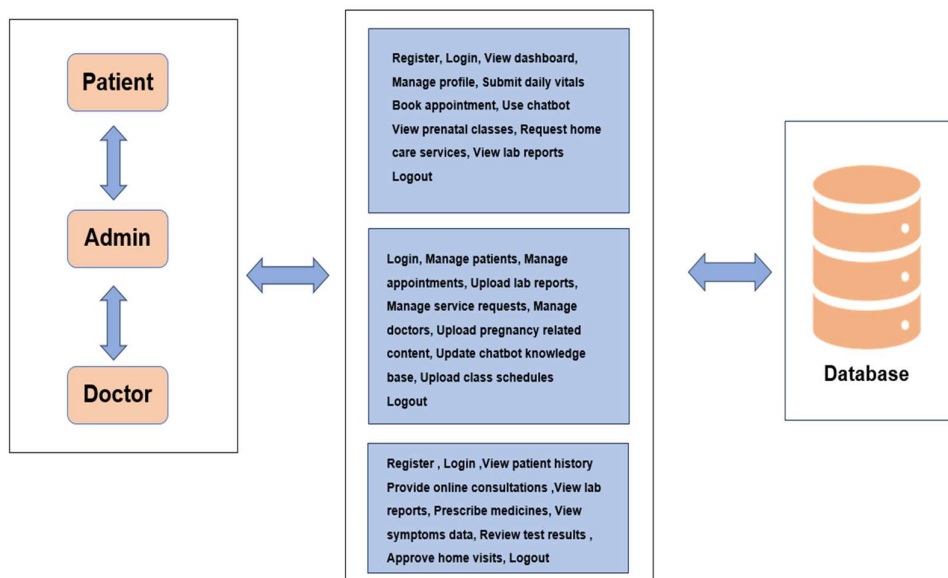 Patient
Admin
Doctor
Register, Login, View dashboard,
Manage profile, Submit daily vitals
Book appointment, Use chatbot
View prenatal classes, Request home
care services, View lab reports
Logout
Login, Manage patients, Manage
appointments, Upload lab reports,
Manage service requests, Manage
doctors, Upload pregnancy related
content, Update chatbot knowledge
base, Upload class schedules
Logout
Register , Login ,View patient history
Provide online consultations ,View lab
reports, Prescribe medicines, View
symptoms data, Review test results ,
Approve home visits, Logout
Database